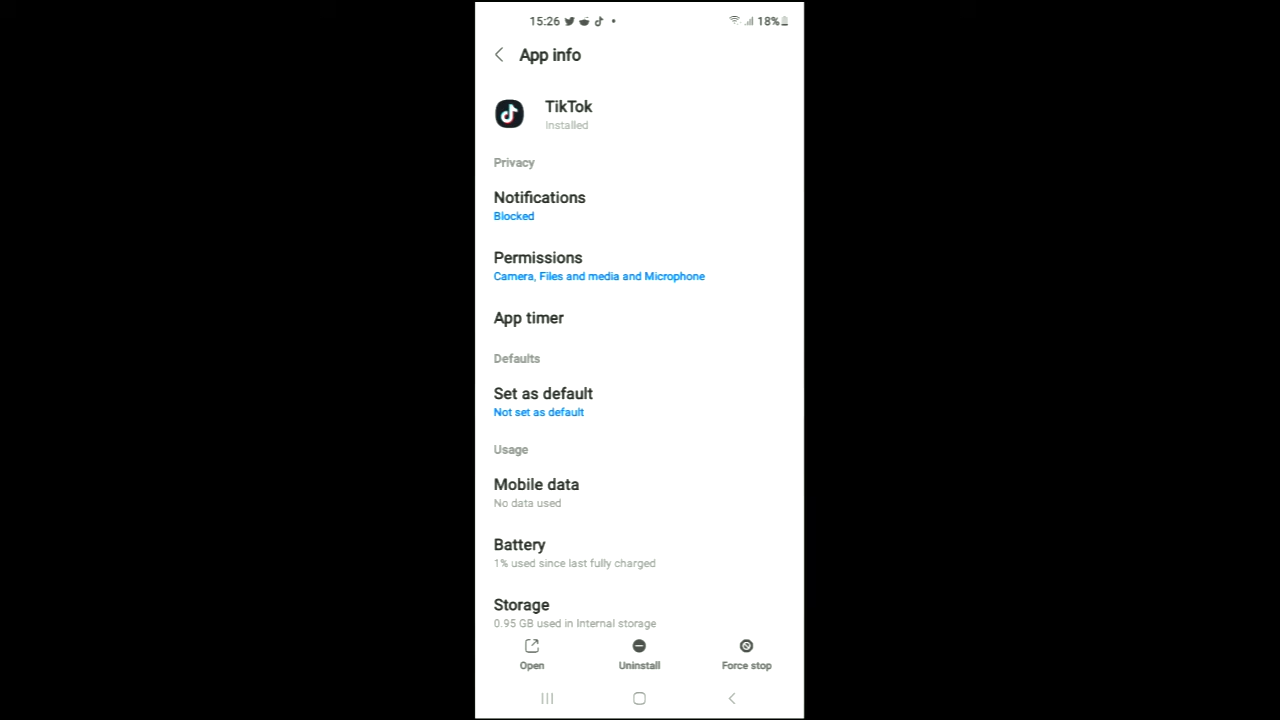 15:26 18%
App info
TikTok
Installed
Privacy
Notifications
Blocked
Permissions
Camera, Files and media and Microphone
App timer
Defaults
Set as default
Not set as default
Usage
Mobile data
No data used
Battery
1% used since last fully charged
Storage
0.95 GB used in Internal storage
Open Uninstall Force stop